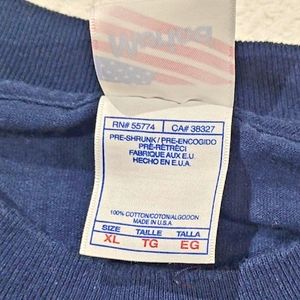 RN# 55774 CA# 38327
PRE-SHRUNK / PRE-ENCOGIDO
PRÉ-RÉTRÉCI
FABRIQUE AUX E.U
HECHO EN E.U.A.
100% COTTON/COTON/ALGODON
MADE IN U.S.A.
SIZE TAILLE TALLA
XL TG EG